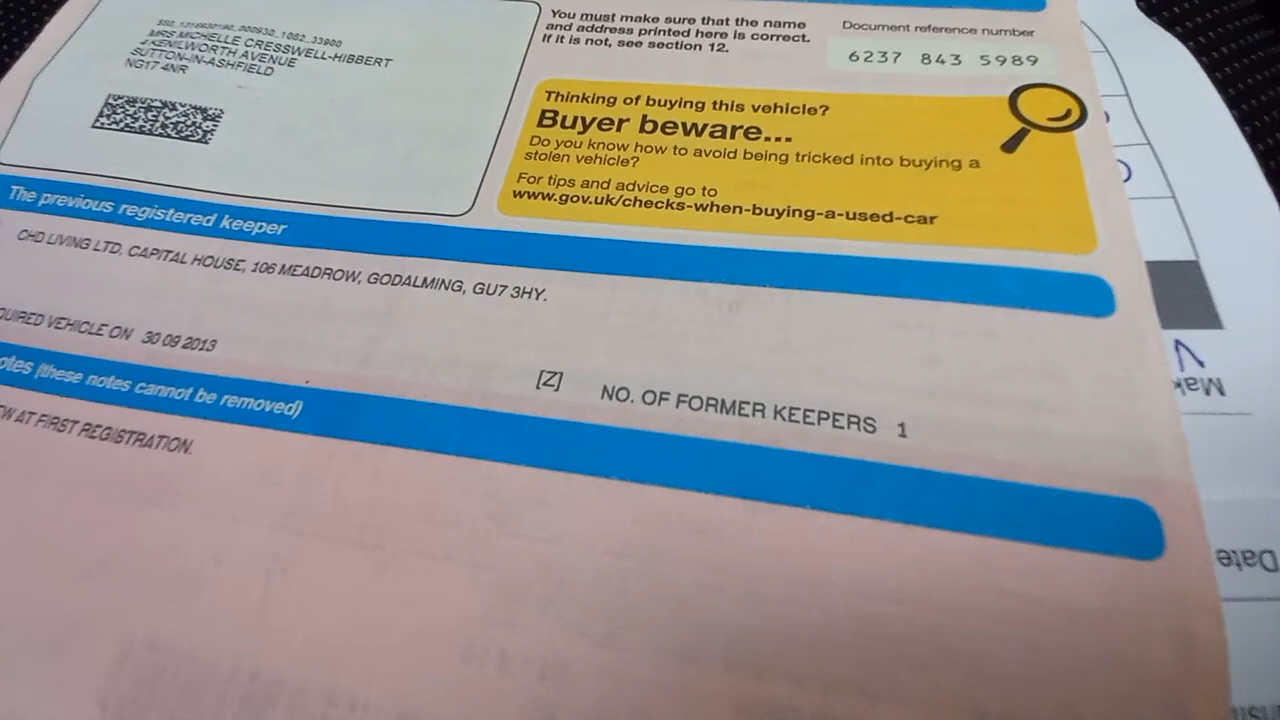 MRS MICHELLE CRESSWELL-HIBBERT
KENILWORTH AVENUE
SUTTON-IN-ASHFIELD
NG17 4NR
You must make sure that the name
and address printed here is correct.
If it is not, see section 12.
Document reference number
6237 843 5989
Thinking of buying this vehicle?
Buyer beware...
Do you know how to avoid being tricked into buying a
stolen vehicle?
For tips and advice go to
www.gov.uk/checks-when-buying-a-used-car
The previous registered keeper
CHD LIVING LTD, CAPITAL HOUSE, 106 MEADROW, GODALMING, GU7 3HY.
QUIRED VEHICLE ON 30 09 2013
[Z] NO. OF FORMER KEEPERS 1
otes (these notes cannot be removed)
EW AT FIRST REGISTRATION.
Mak
Date